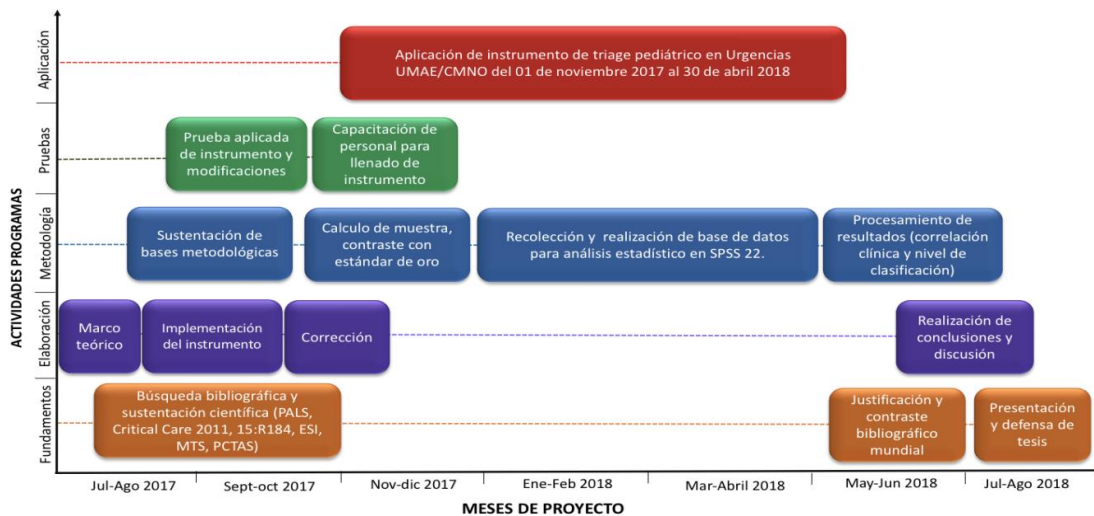 Aplicación
Aplicación de instrumento de triage pediátrico en Urgencias
UMAE/CMNO del 01 de noviembre 2017 al 30 de abril 2018
Pruebas
Prueba aplicada
de instrumento y
modificaciones
Capacitación de
personal para
llenado de
instrumento
ACTIVIDADES PROGRAMAS
Metodología
Sustentación de
bases metodológicas
Calculo de muestra,
contraste con
estándar de oro
Recolección y realización de base de datos
para análisis estadístico en SPSS 22.
Procesamiento de
resultados (correlación
clínica y nivel de
clasificación)
Elaboración
Marco
teórico
Implementación
del instrumento
Corrección
Realización de
conclusiones y
discusión
Fundamentos
Búsqueda bibliográfica y
sustentación científica (PALS,
Critical Care 2011, 15:R184, ESI,
MTS, PCTAS)
Justificación y
contraste
bibliográfico
mundial
Presentación
y defensa de
tesis
Jul-Ago 2017
Sept-oct 2017
Nov-dic 2017
Ene-Feb 2018
Mar-Abril 2018
May-Jun 2018
Jul-Ago 2018
MESES DE PROYECTO